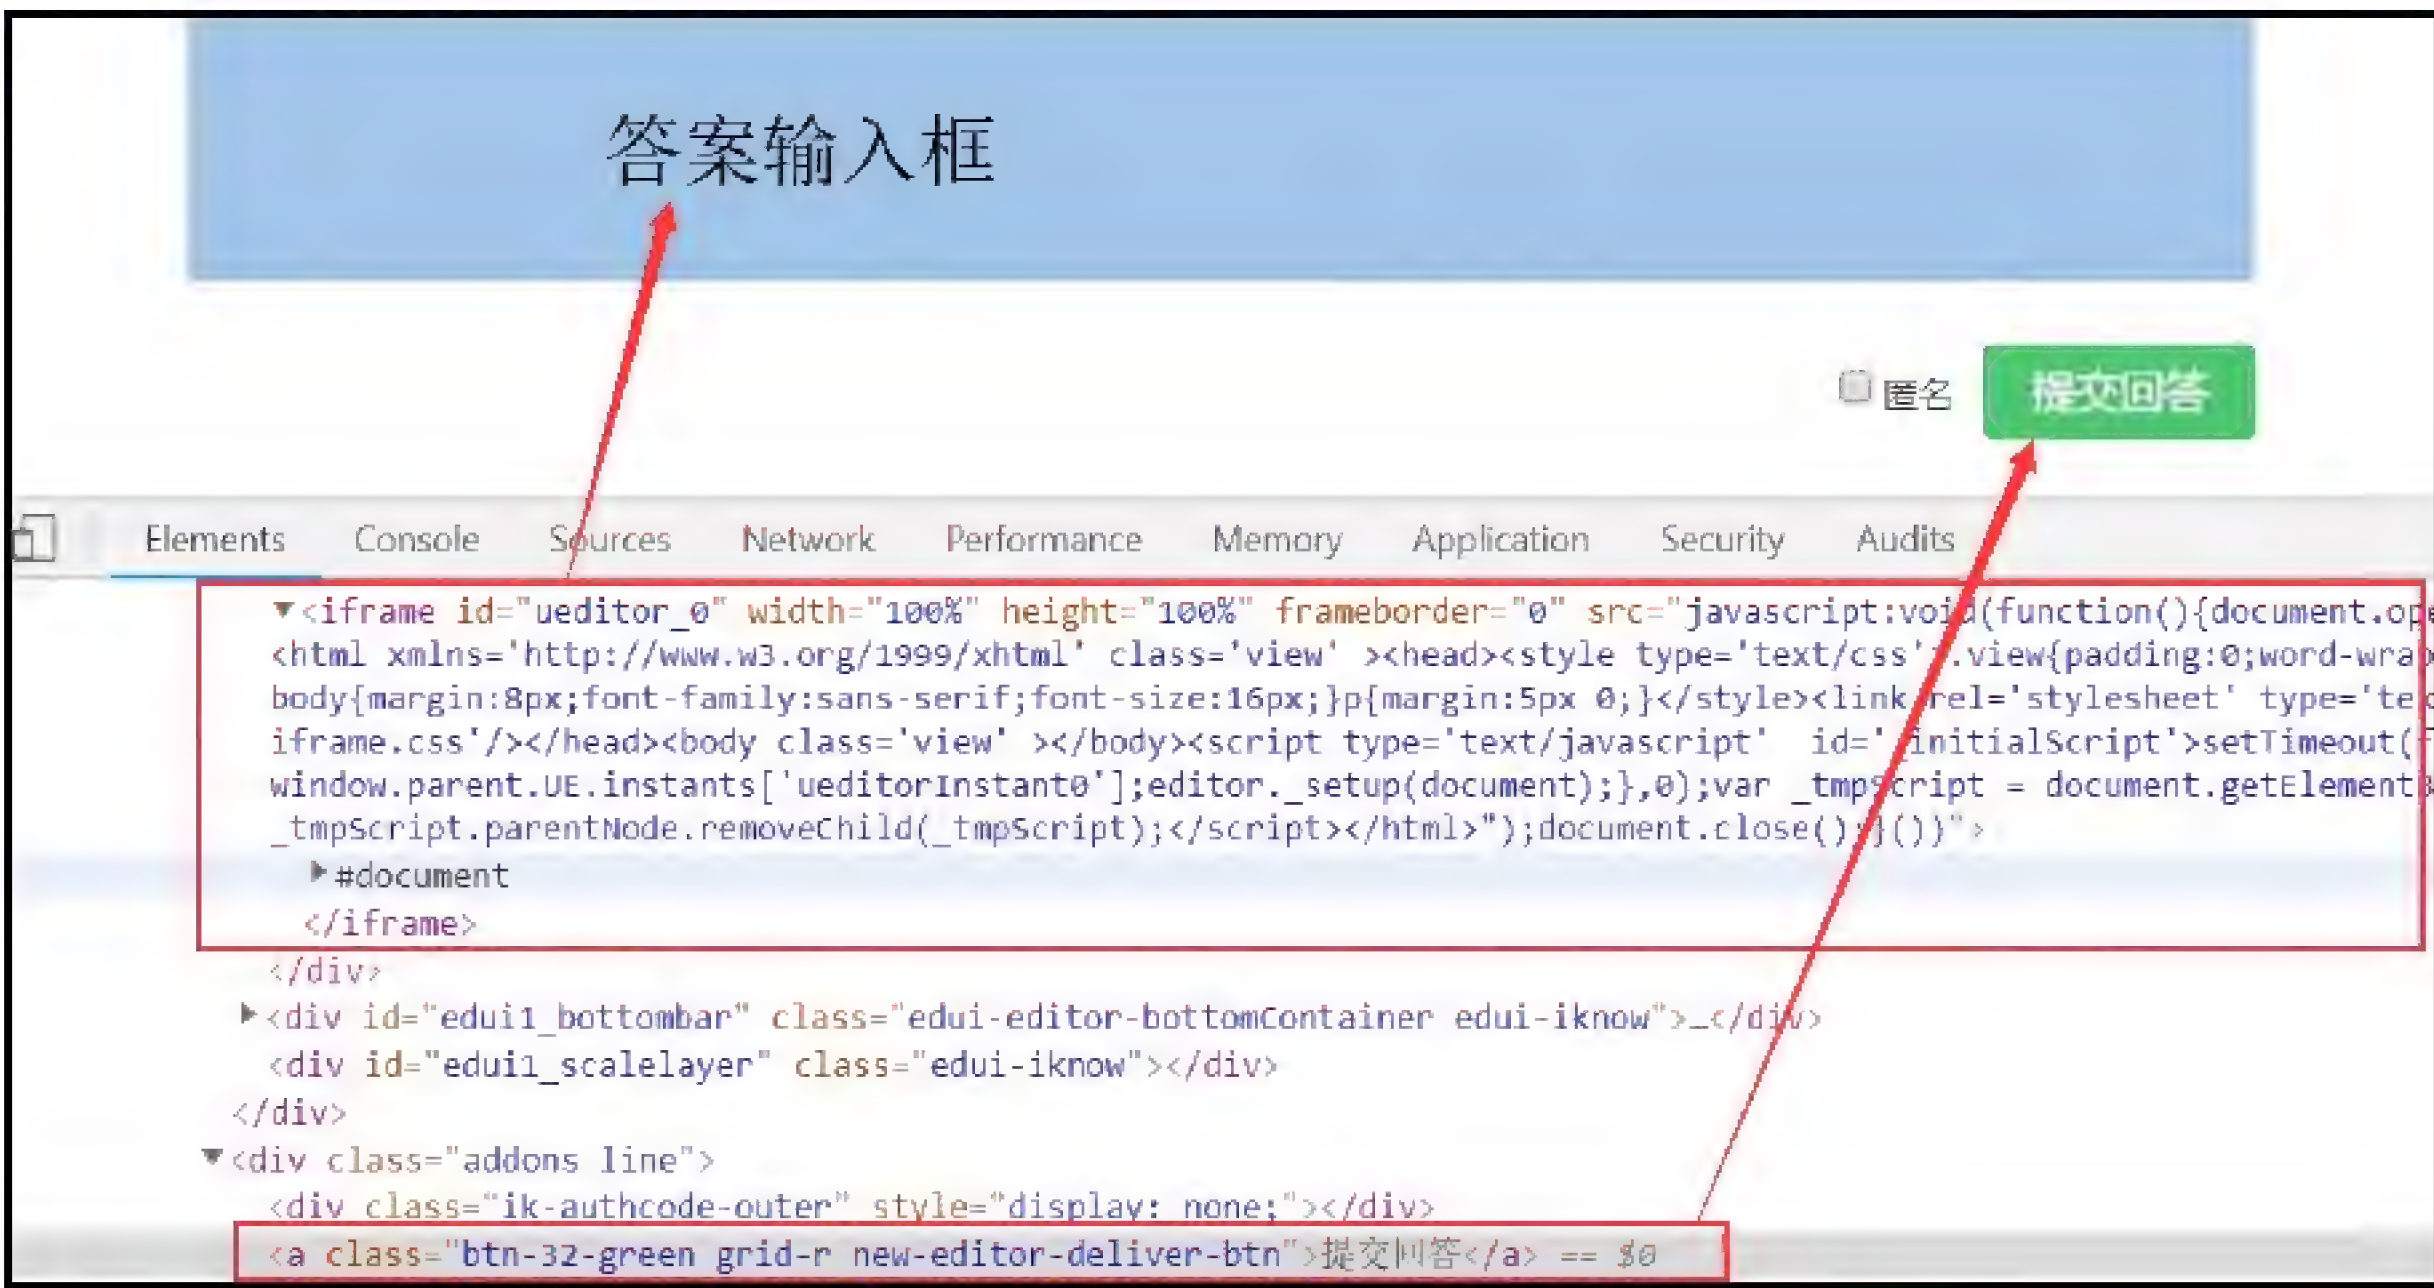 答案输入框
匿名 提交回答
Elements Console Sources Network Performance Memory Application Security Audits
▼<iframe id="ueditor_0" width="100%" height="100%" frameborder="0" src="javascript:void(function(){document.ope
<html xmlns='http://www.w3.org/1999/xhtml' class='view' ><head><style type='text/css'>.view{padding:0;word-wrap
body{margin:8px;font-family:sans-serif;font-size:16px;}p{margin:5px 0;}</style><link rel='stylesheet' type='te
iframe.css'/></head><body class='view' ></body><script type='text/javascript' id='_initialScript'>setTimeout(
window.parent.UE.instants['ueditorInstant0'];editor._setup(document);},0);var _tmpScript = document.getElement
_tmpScript.parentNode.removeChild(_tmpScript);</script></html>");document.close();}())">
▶#document
</iframe>
</div>
▶<div id="edui1_bottombar" class="edui-editor-bottomContainer edui-iknow">…</div>
<div id="edui1_scalelayer" class="edui-iknow"></div>
</div>
▼<div class="addons line">
<div class="ik-authcode-outer" style="display: none;"></div>
<a class="btn-32-green grid-r new-editor-deliver-btn">提交回答</a> == $0